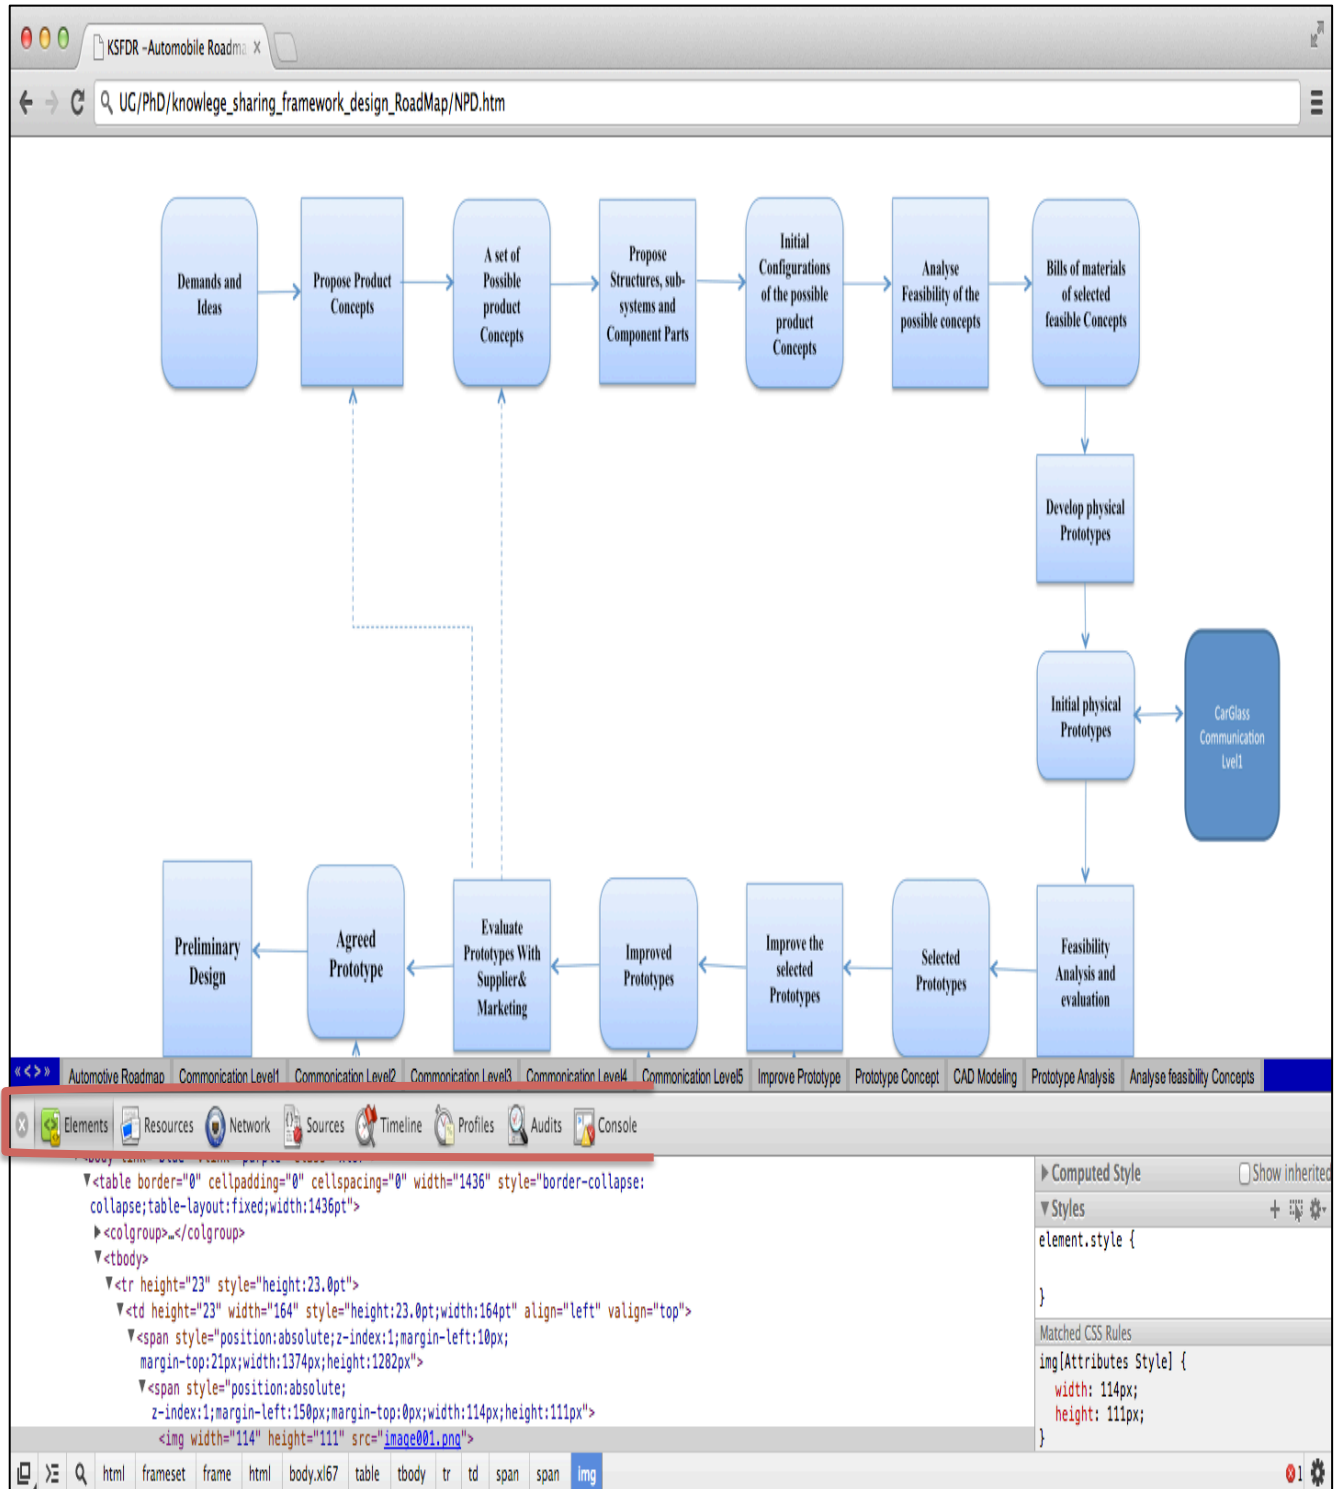 KSFDR –Automobile Roadma
UG/PhD/knowlege_sharing_framework_design_RoadMap/NPD.htm
Demands and
Ideas
Propose Product
Concepts
A set of
Possible
product
Concepts
Propose
Structures, sub-
systems and
Component Parts
Initial
Configurations
of the possible
product
Concepts
Analyse
Feasibility of the
possible concepts
Bills of materials
of selected
feasible Concepts
Develop physical
Prototypes
Initial physical
Prototypes
CarGlass
Communication
Lvel1
Preliminary
Design
Agreed
Prototype
Evaluate
Prototypes With
Supplier&
Marketing
Improved
Prototypes
Improve the
selected
Prototypes
Selected
Prototypes
Feasibility
Analysis and
evaluation
«<>» Automotive Roadmap Commonication Level1 Commonication Level2 Commonication Level3 Commonication Level4 Commonication Level5 Improve Prototype Prototype Concept CAD Modeling Prototype Analysis Analyse feasibility Concepts
Elements Resources Network Sources Timeline Profiles Audits Console
▼<table border="0" cellpadding="0" cellspacing="0" width="1436" style="border-collapse:
collapse;table-layout:fixed;width:1436pt">
▶<colgroup>…</colgroup>
▼<tbody>
▼<tr height="23" style="height:23.0pt">
▼<td height="23" width="164" style="height:23.0pt;width:164pt" align="left" valign="top">
▼<span style="position:absolute;z-index:1;margin-left:10px;
margin-top:21px;width:1374px;height:1282px">
▼<span style="position:absolute;
z-index:1;margin-left:150px;margin-top:0px;width:114px;height:111px">
<img width="114" height="111" src="image001.png">
▶Computed Style Show inherited
▼Styles
element.style {
}
Matched CSS Rules
img[Attributes Style] {
width: 114px;
height: 111px;
}
html frameset frame html body.xl67 table tbody tr td span span img 1